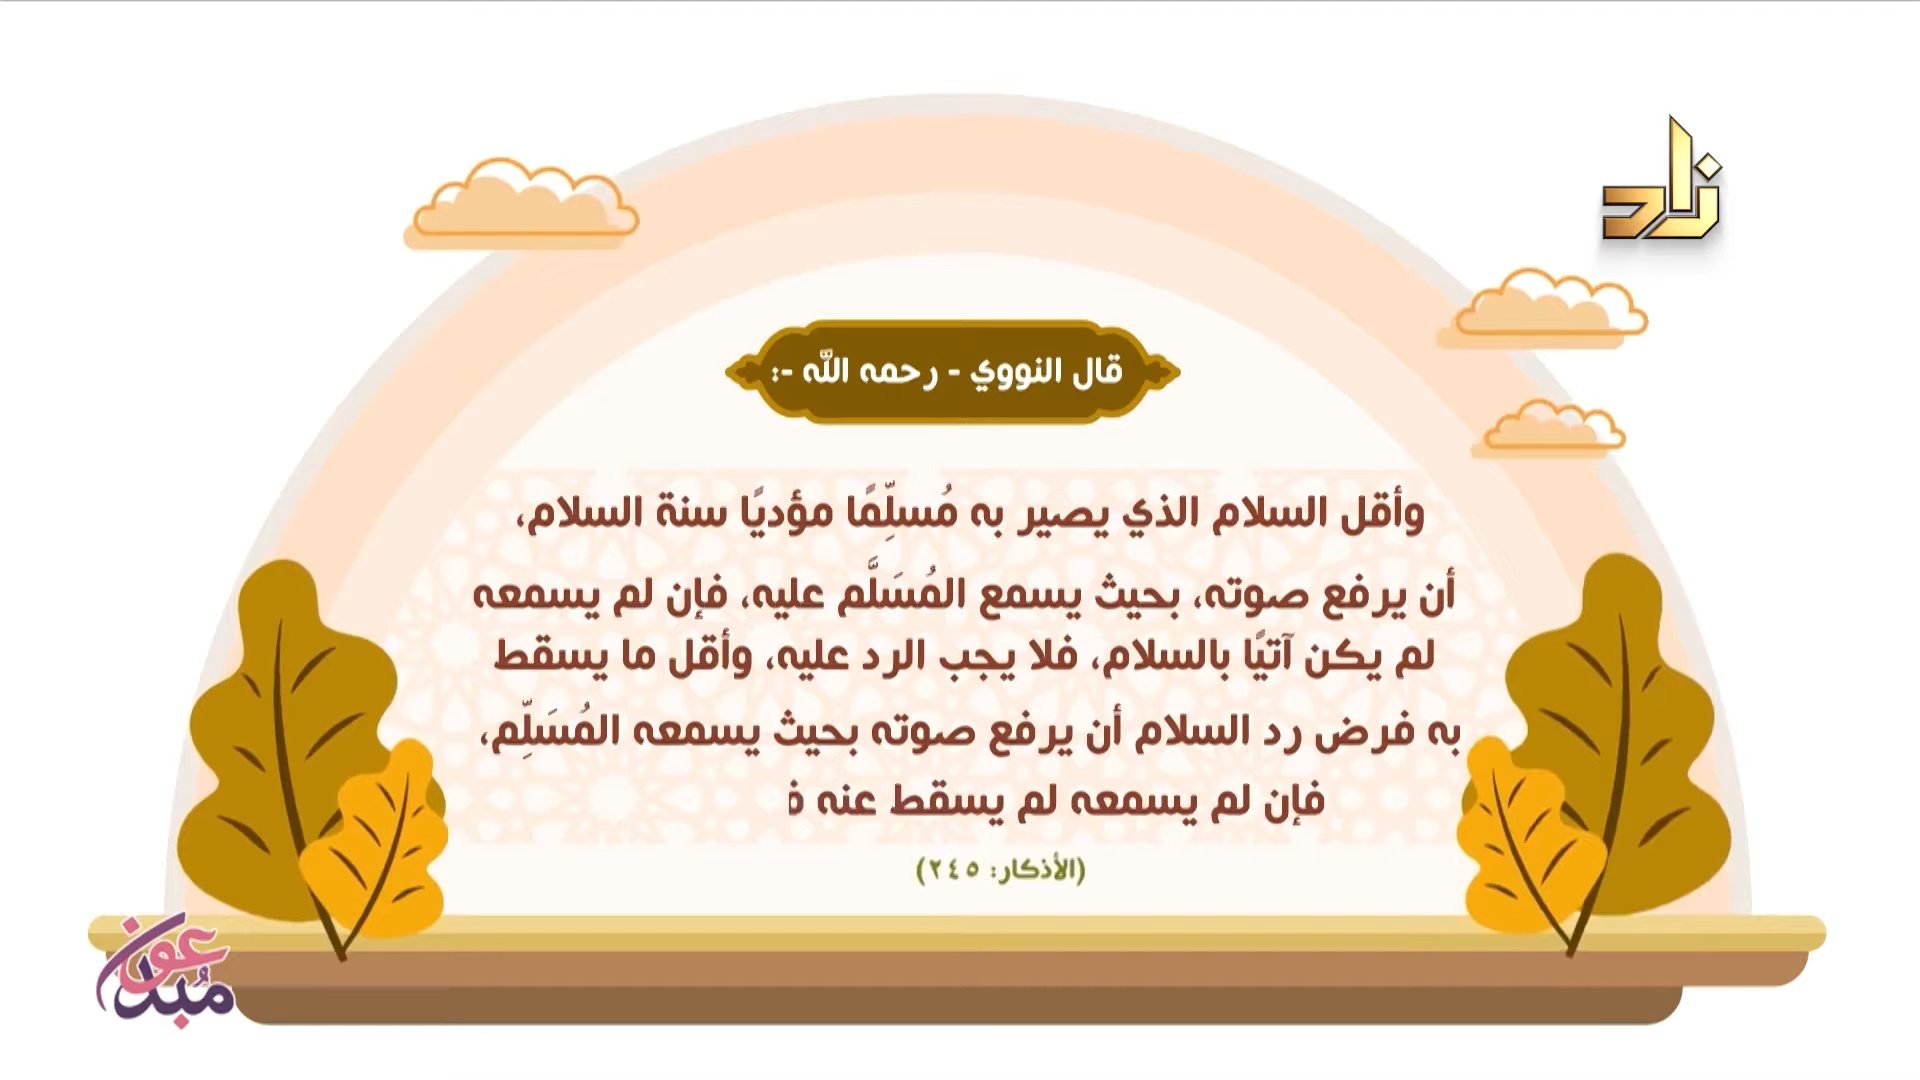 زاد
قال النووي - رحمه الله -:
وأقل السلام الذي يصير به مُسلِّمًا مؤديًا سنة السلام،
أن يرفع صوته، بحيث يسمع المُسَلَّم عليه، فإن لم يسمعه
لم يكن آتيًا بالسلام، فلا يجب الرد عليه، وأقل ما يسقط
به فرض رد السلام أن يرفع صوته بحيث يسمعه المُسَلِّم،
فإن لم يسمعه لم يسقط عنه
(الأذكار: ٢٤٥)
مُبدعون